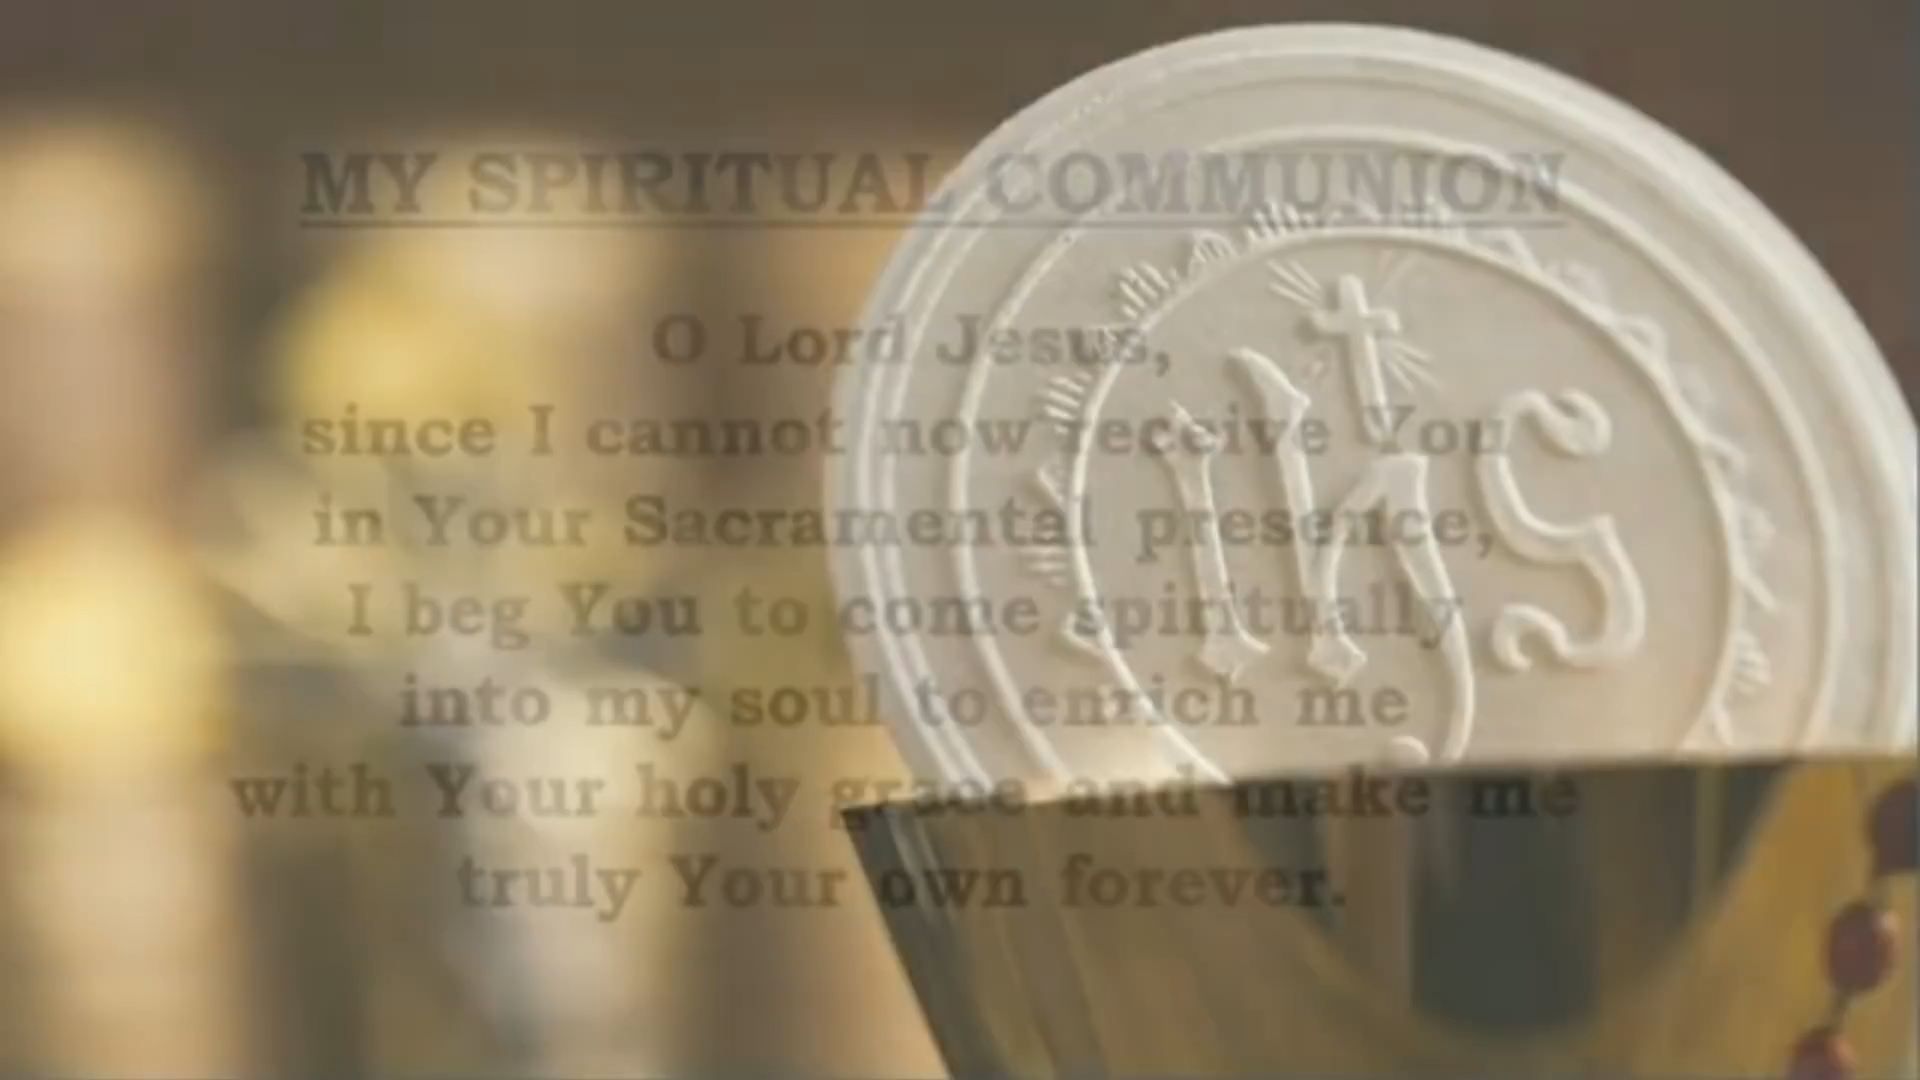 MY SPIRITUAL COMMUNION
O Lord Jesus,
since I cannot now receive You
in Your Sacramental presence,
I beg You to come spiritually
into my soul to enrich me
with Your holy grace and make me
truly Your own forever.
IHS